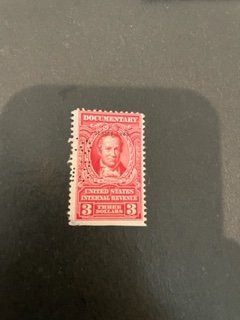 DOCUMENTARY
UNITED STATES
INTERNAL REVENUE
3 THREE DOLLARS 3